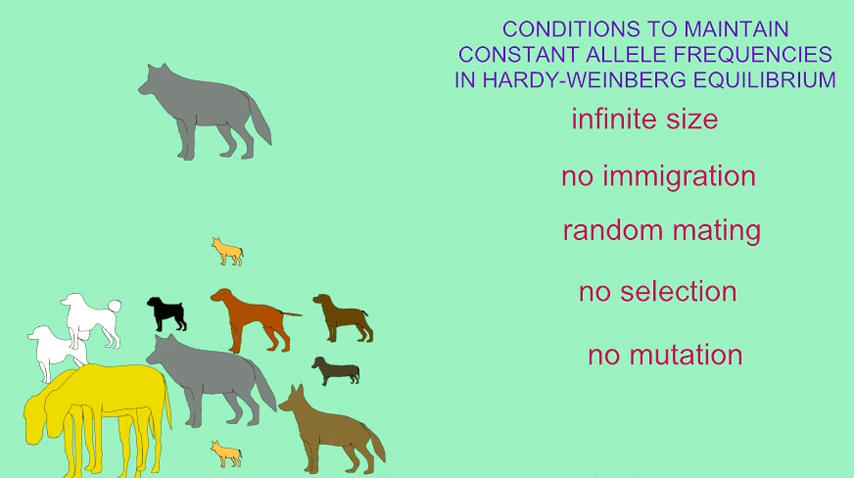 CONDITIONS TO MAINTAIN
CONSTANT ALLELE FREQUENCIES
IN HARDY-WEINBERG EQUILIBRIUM
infinite size
no immigration
random mating
no selection
no mutation